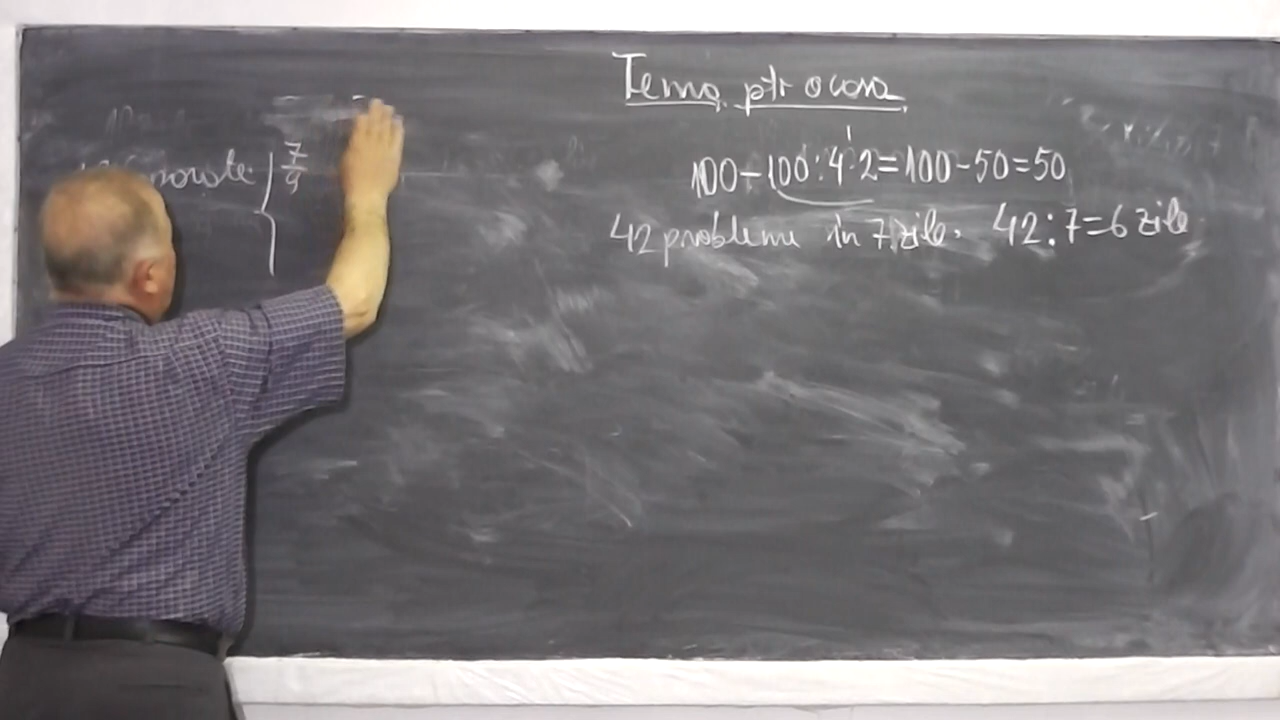 Tema ptr acasa
100-100:4·2=100-50=50
42 probleme în 7 zile. 42:7=6 zile
7/9